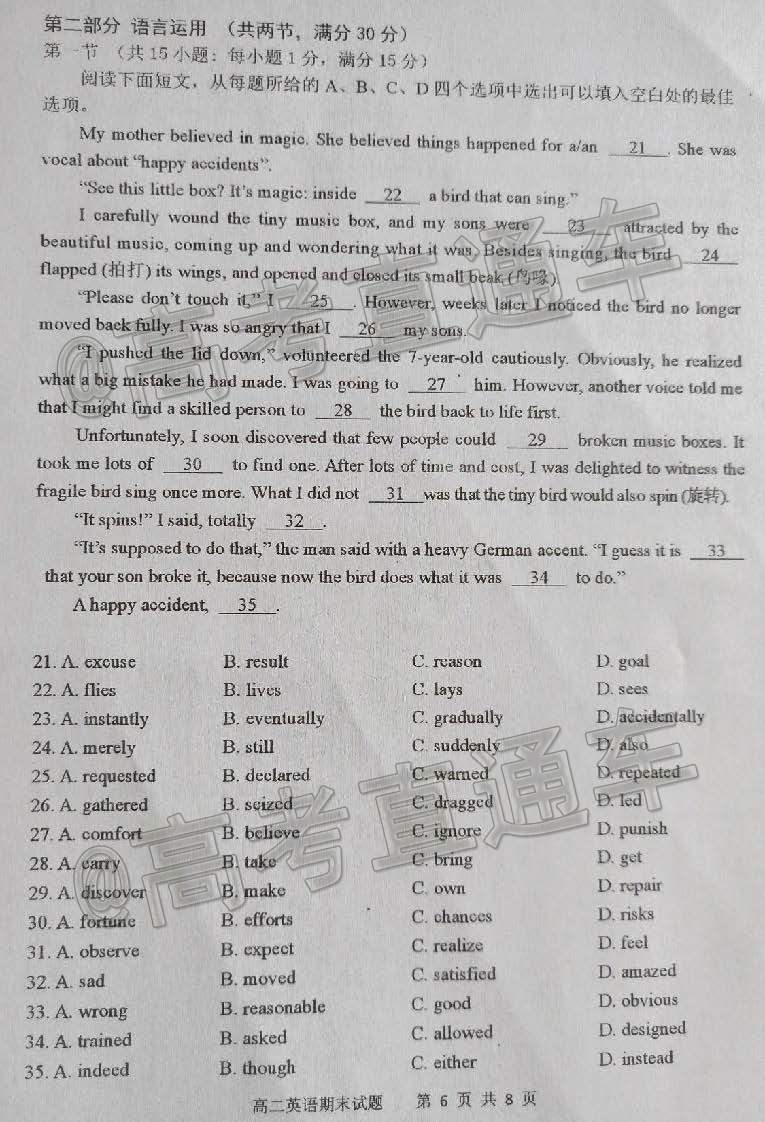 第二部分 语言运用 （共两节，满分30分）
第一节 （共15小题：每小题1分，满分15分）
阅读下面短文，从每题所给的A、B、C、D四个选项中选出可以填入空白处的最佳
选项。
My mother believed in magic. She believed things happened for a/an 21 . She was
vocal about “happy accidents”.
“See this little box? It's magic: inside 22 a bird that can sing.”
I carefully wound the tiny music box, and my sons were 23 attracted by the
beautiful music, coming up and wondering what it was. Besides singing, the bird 24
flapped (拍打) its wings, and opened and closed its small beak (鸟喙).
“Please don't touch it,” I 25 . However, weeks later I noticed the bird no longer
moved back fully. I was so angry that I 26 my sons.
“I pushed the lid down,” volunteered the 7-year-old cautiously. Obviously, he realized
what a big mistake he had made. I was going to 27 him. However, another voice told me
that I might find a skilled person to 28 the bird back to life first.
Unfortunately, I soon discovered that few people could 29 broken music boxes. It
took me lots of 30 to find one. After lots of time and cost, I was delighted to witness the
fragile bird sing once more. What I did not 31 was that the tiny bird would also spin (旋转).
“It spins!” I said, totally 32 .
“It's supposed to do that,” the man said with a heavy German accent. “I guess it is 33
that your son broke it, because now the bird does what it was 34 to do.”
A happy accident, 35 .
21. A. excuse B. result C. reason D. goal
22. A. flies B. lives C. lays D. sees
23. A. instantly B. eventually C. gradually D. accidentally
24. A. merely B. still C. suddenly D. also
25. A. requested B. declared C. warned D. repeated
26. A. gathered B. seized C. dragged D. led
27. A. comfort B. believe C. ignore D. punish
28. A. carry B. take C. bring D. get
29. A. discover B. make C. own D. repair
30. A. fortune B. efforts C. chances D. risks
31. A. observe B. expect C. realize D. feel
32. A. sad B. moved C. satisfied D. amazed
33. A. wrong B. reasonable C. good D. obvious
34. A. trained B. asked C. allowed D. designed
35. A. indeed B. though C. either D. instead
高二英语期末试题 第 6 页 共 8 页
@高考直通车
@高考直通车